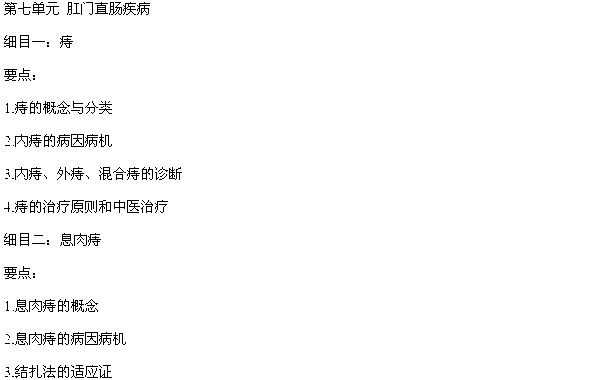 第七单元 肛门直肠疾病
细目一：痔
要点：
1.痔的概念与分类
2.内痔的病因病机
3.内痔、外痔、混合痔的诊断
4.痔的治疗原则和中医治疗
细目二：息肉痔
要点：
1.息肉痔的概念
2.息肉痔的病因病机
3.结扎法的适应证